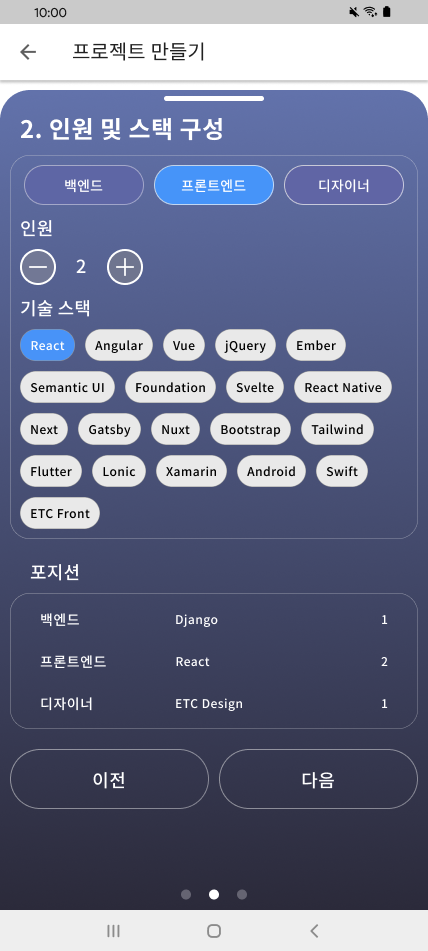 10:00
프로젝트 만들기
2. 인원 및 스택 구성
백엔드 프론트엔드 디자이너
인원
2
기술 스택
React Angular Vue jQuery Ember
Semantic UI Foundation Svelte React Native
Next Gatsby Nuxt Bootstrap Tailwind
Flutter Lonic Xamarin Android Swift
ETC Front
포지션
백엔드 Django 1
프론트엔드 React 2
디자이너 ETC Design 1
이전 다음